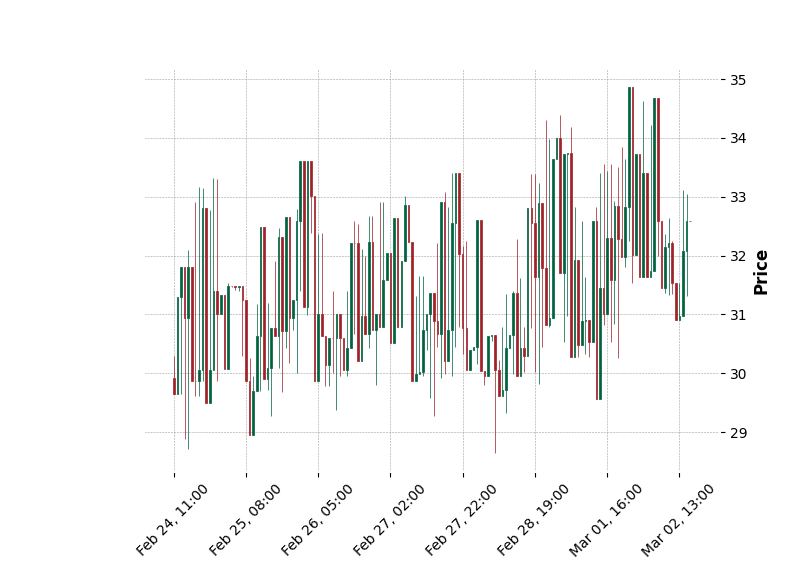 35
34
33
32
31
30
29
Price
Feb 24, 11:00
Feb 25, 08:00
Feb 26, 05:00
Feb 27, 02:00
Feb 27, 22:00
Feb 28, 19:00
Mar 01, 16:00
Mar 02, 13:00